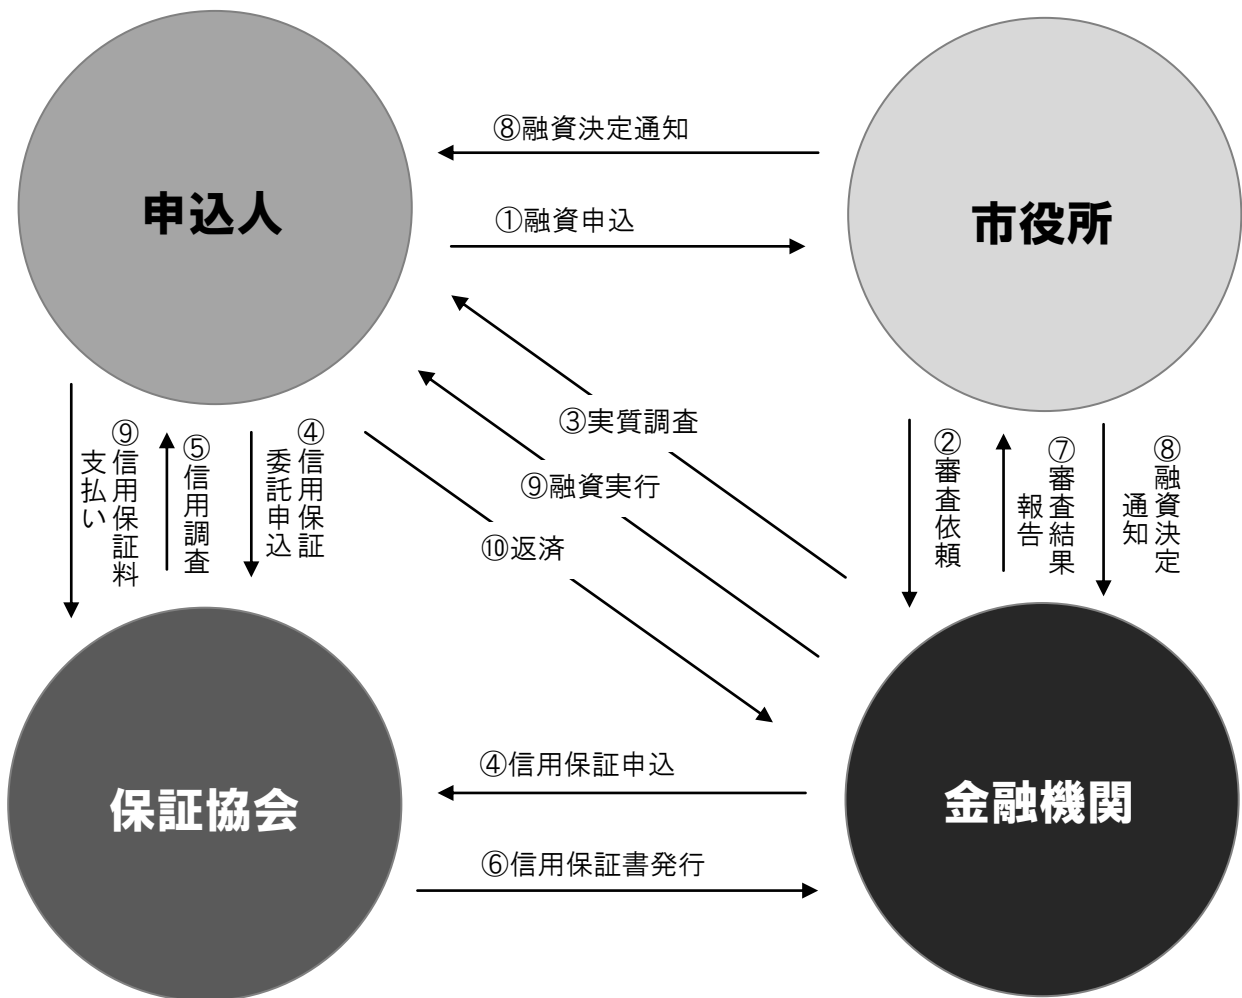 ⑧融資決定通知
申込人
市役所
①融資申込
③実質調査
⑨融資実行
⑩返済
⑨信用保証料
支払い
⑤信用調査
④信用保証
委託申込
②審査依頼
⑦審査結果
報告
⑧融資決定
通知
④信用保証申込
保証協会
金融機関
⑥信用保証書発行